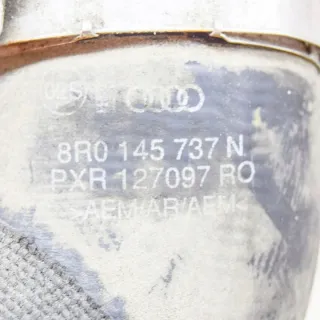 8R0 145 737 N
PXR 127097 RO
>AEM/AR/AEM<